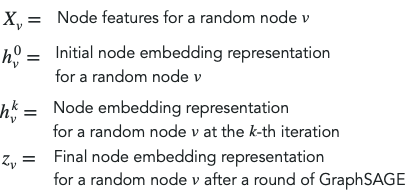 X_v = Node features for a random node v
h_v^0 = Initial node embedding representation
for a random node v
h_v^k = Node embedding representation
for a random node v at the k-th iteration
z_v = Final node embedding representation
for a random node v after a round of GraphSAGE